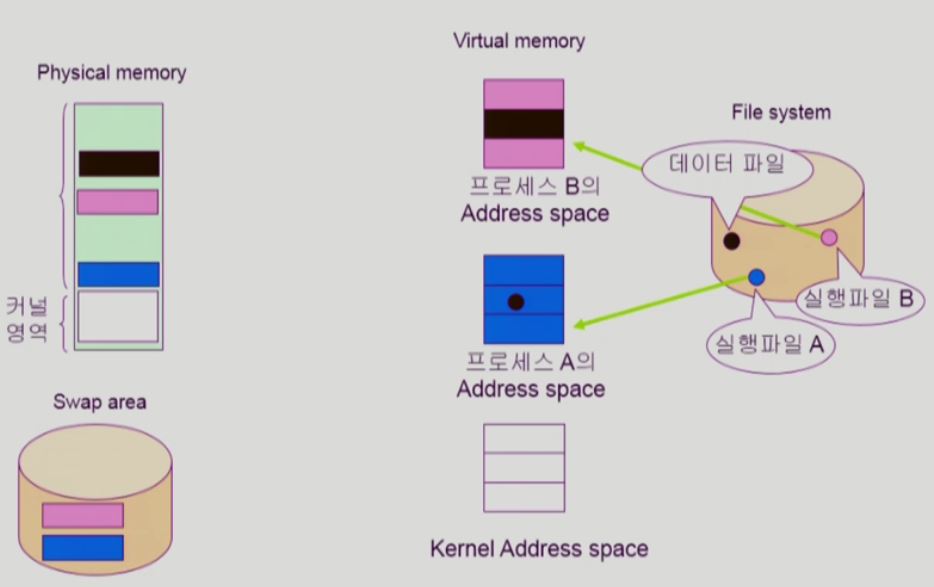 Physical memory
커널
영역
Swap area
Virtual memory
프로세스 B의
Address space
프로세스 A의
Address space
Kernel Address space
File system
데이터 파일
실행파일 B
실행파일 A